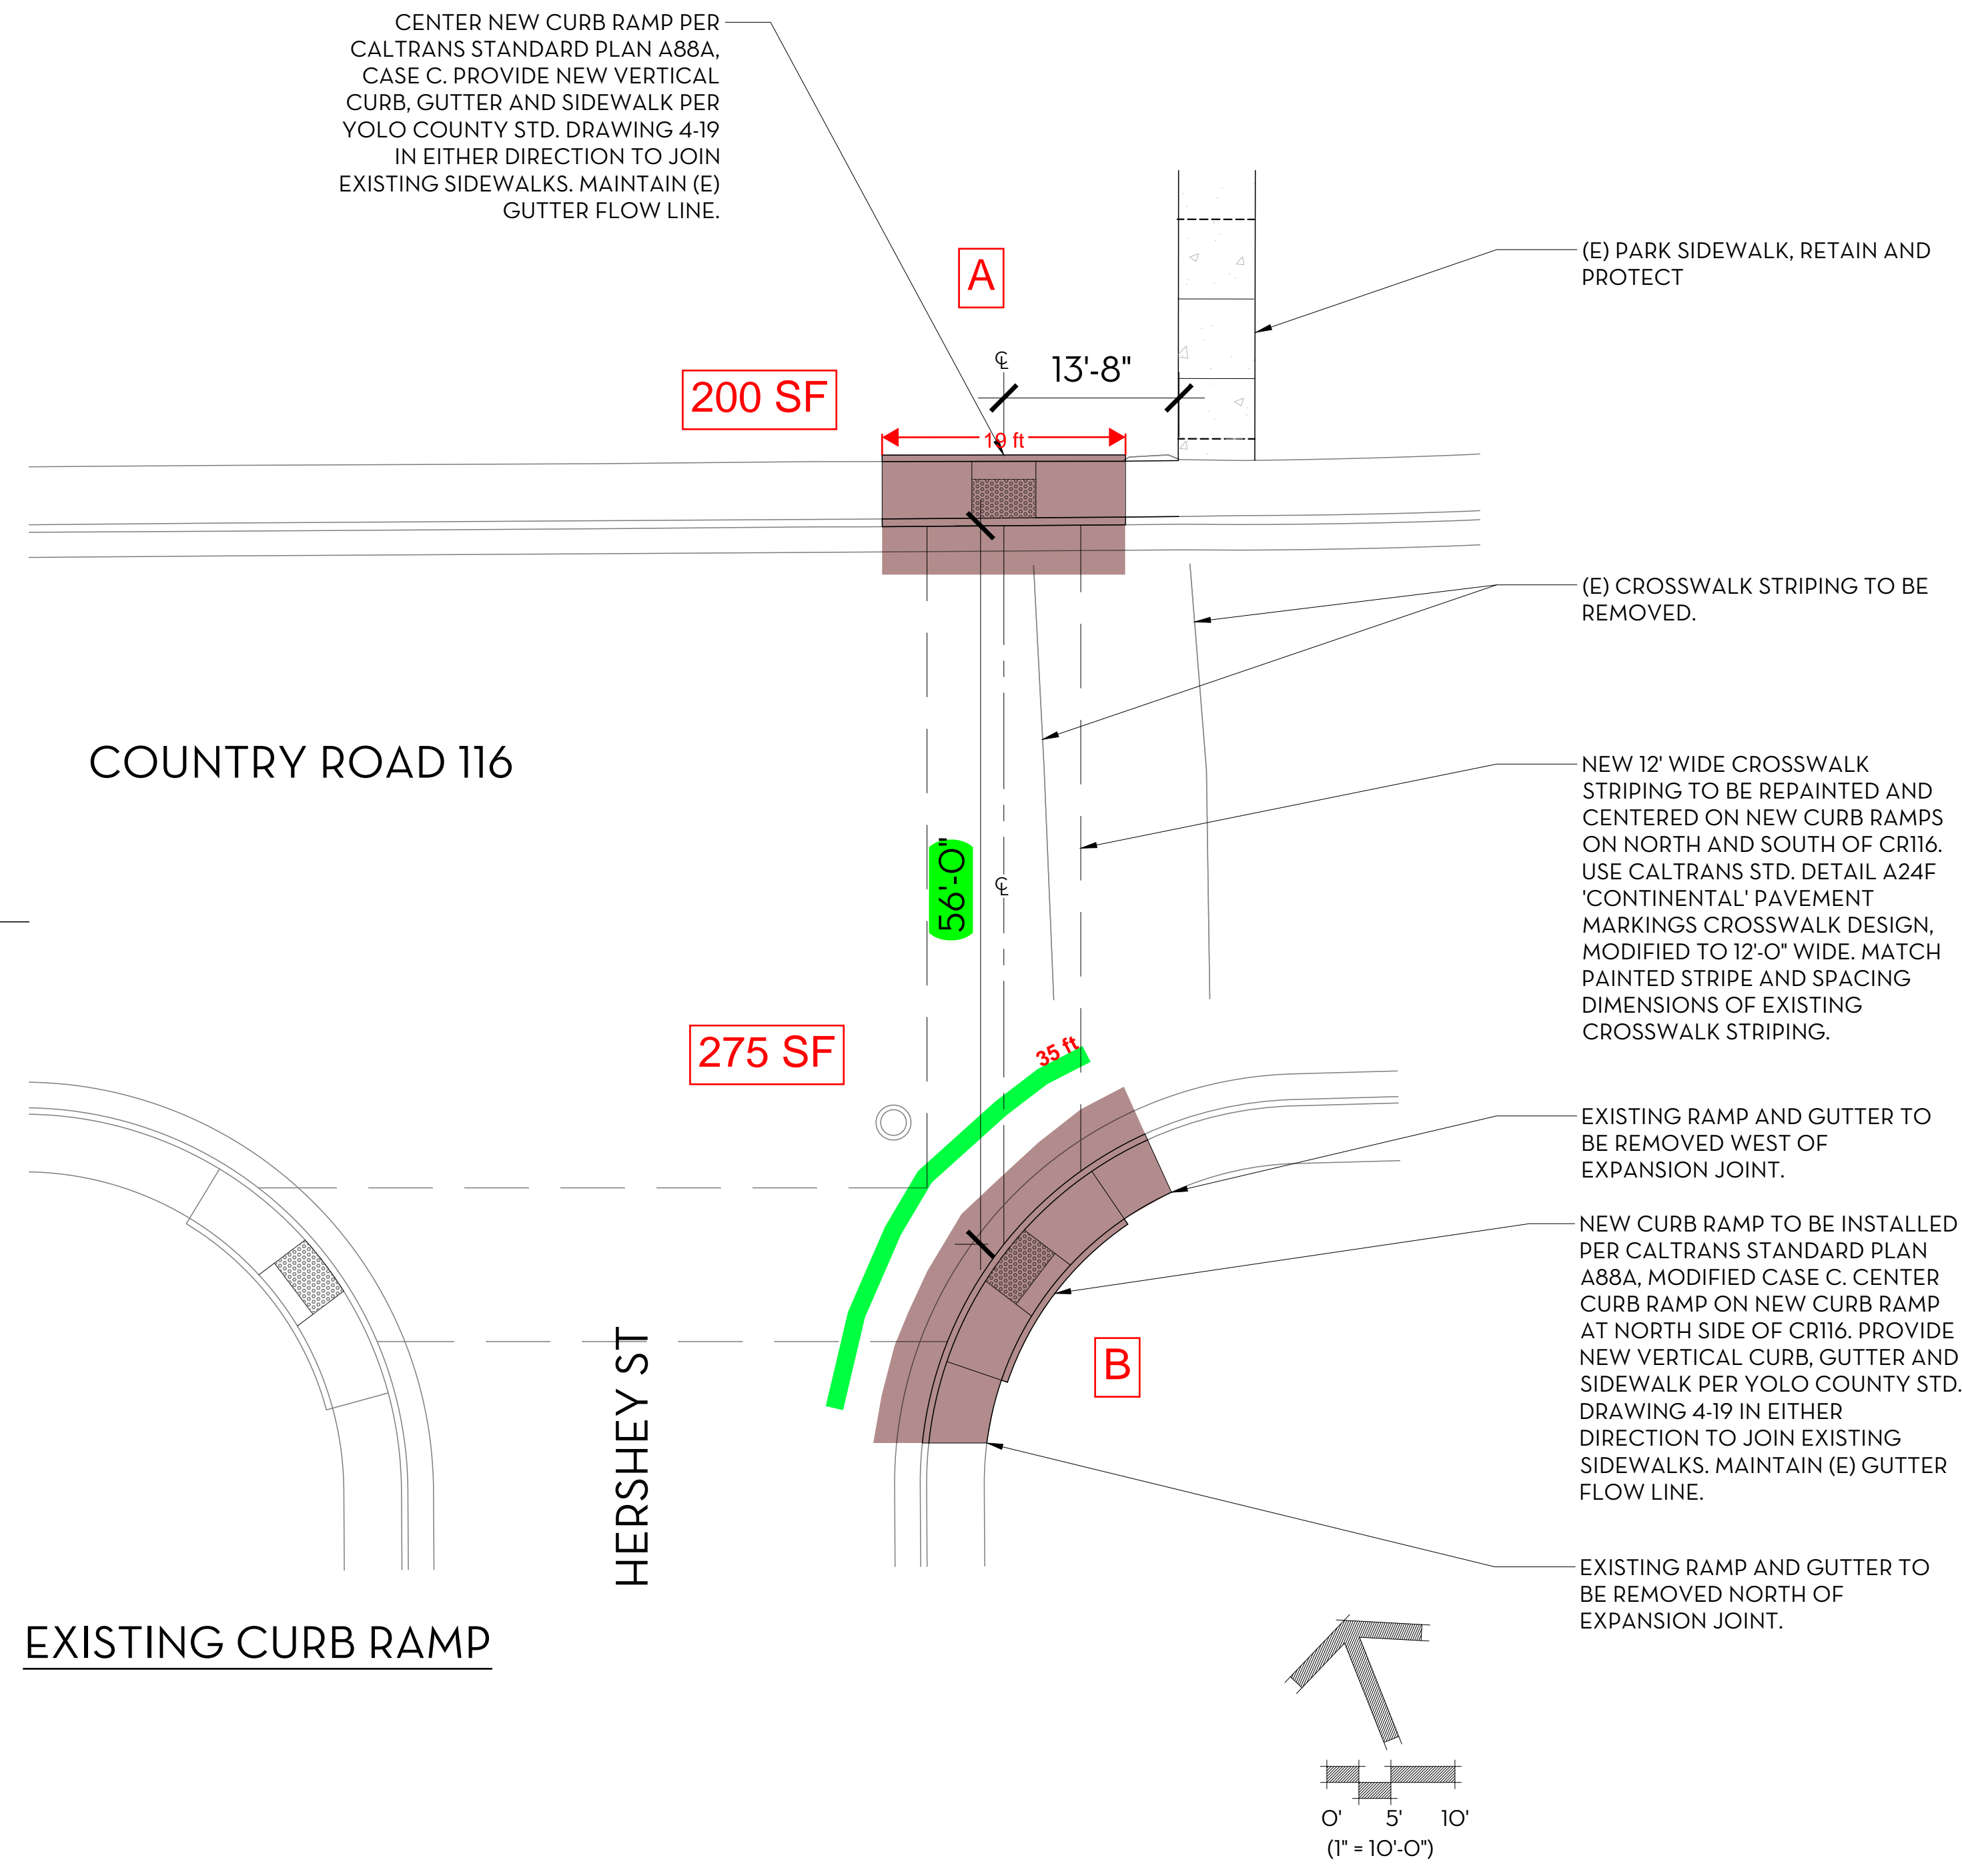 CENTER NEW CURB RAMP PER
CALTRANS STANDARD PLAN A88A,
CASE C. PROVIDE NEW VERTICAL
CURB, GUTTER AND SIDEWALK PER
YOLO COUNTY STD. DRAWING 4-19
IN EITHER DIRECTION TO JOIN
EXISTING SIDEWALKS. MAINTAIN (E)
GUTTER FLOW LINE.
A
(E) PARK SIDEWALK, RETAIN AND
PROTECT
℄
13'-8"
200 SF
19 ft
(E) CROSSWALK STRIPING TO BE
REMOVED.
COUNTRY ROAD 116
NEW 12' WIDE CROSSWALK
STRIPING TO BE REPAINTED AND
CENTERED ON NEW CURB RAMPS
ON NORTH AND SOUTH OF CR116.
USE CALTRANS STD. DETAIL A24F
'CONTINENTAL' PAVEMENT
MARKINGS CROSSWALK DESIGN,
MODIFIED TO 12'-0" WIDE. MATCH
PAINTED STRIPE AND SPACING
DIMENSIONS OF EXISTING
CROSSWALK STRIPING.
56'-0"
℄
275 SF
35 ft
EXISTING RAMP AND GUTTER TO
BE REMOVED WEST OF
EXPANSION JOINT.
NEW CURB RAMP TO BE INSTALLED
PER CALTRANS STANDARD PLAN
A88A, MODIFIED CASE C. CENTER
CURB RAMP ON NEW CURB RAMP
AT NORTH SIDE OF CR116. PROVIDE
NEW VERTICAL CURB, GUTTER AND
SIDEWALK PER YOLO COUNTY STD.
DRAWING 4-19 IN EITHER
DIRECTION TO JOIN EXISTING
SIDEWALKS. MAINTAIN (E) GUTTER
FLOW LINE.
B
HERSHEY ST
EXISTING RAMP AND GUTTER TO
BE REMOVED NORTH OF
EXPANSION JOINT.
EXISTING CURB RAMP
0' 5' 10'
(1" = 10'-0")